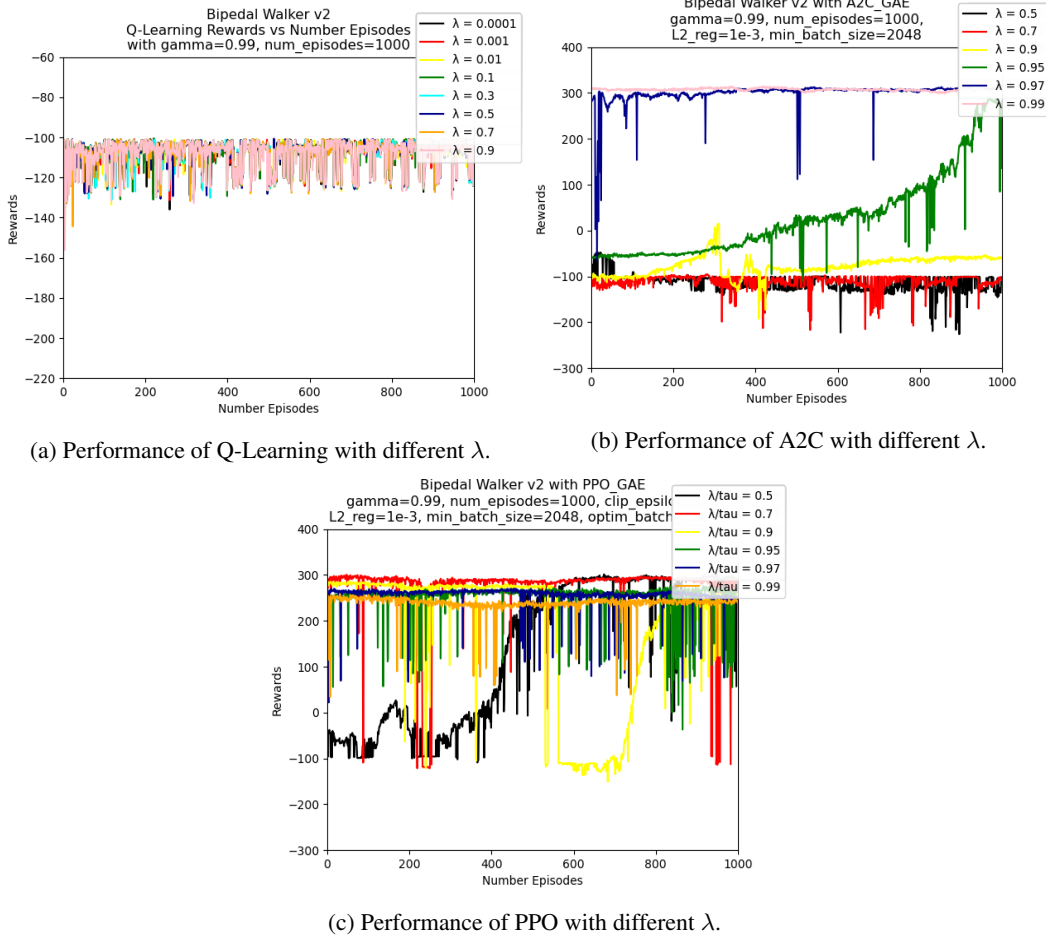 Bipedal Walker v2
Q-Learning Rewards vs Number Episodes
with gamma=0.99, num_episodes=1000
λ = 0.0001
λ = 0.001
λ = 0.01
λ = 0.1
λ = 0.3
λ = 0.5
λ = 0.7
λ = 0.9
−60
−80
−100
−120
−140
−160
−180
−200
−220
Rewards
0
200
400
600
800
1000
Number Episodes
(a) Performance of Q-Learning with different λ.
Bipedal Walker v2 with A2C_GAE
gamma=0.99, num_episodes=1000,
L2_reg=1e-3, min_batch_size=2048
λ = 0.5
λ = 0.7
λ = 0.9
λ = 0.95
λ = 0.97
λ = 0.99
400
300
200
100
0
−100
−200
−300
Rewards
0
200
400
600
800
1000
Number Episodes
(b) Performance of A2C with different λ.
Bipedal Walker v2 with PPO_GAE
gamma=0.99, num_episodes=1000, clip_epsilo
L2_reg=1e-3, min_batch_size=2048, optim_batch
λ/tau = 0.5
λ/tau = 0.7
λ/tau = 0.9
λ/tau = 0.95
λ/tau = 0.97
λ/tau = 0.99
400
300
200
100
0
−100
−200
−300
Rewards
0
200
400
600
800
1000
Number Episodes
(c) Performance of PPO with different λ.